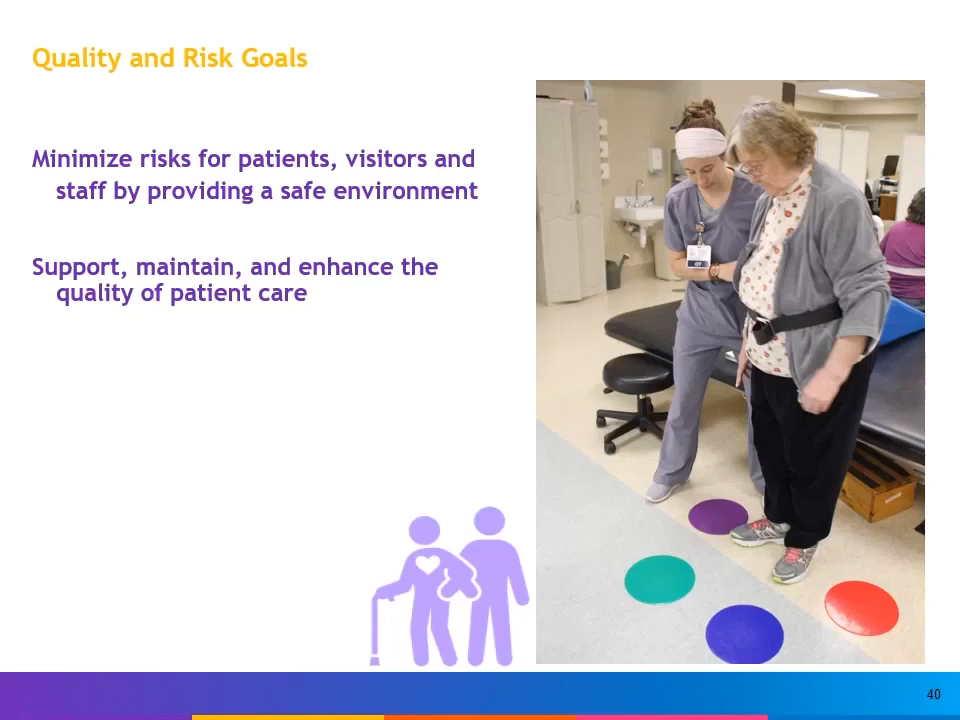 Quality and Risk Goals
Minimize risks for patients, visitors and
staff by providing a safe environment
Support, maintain, and enhance the
quality of patient care
OT
40